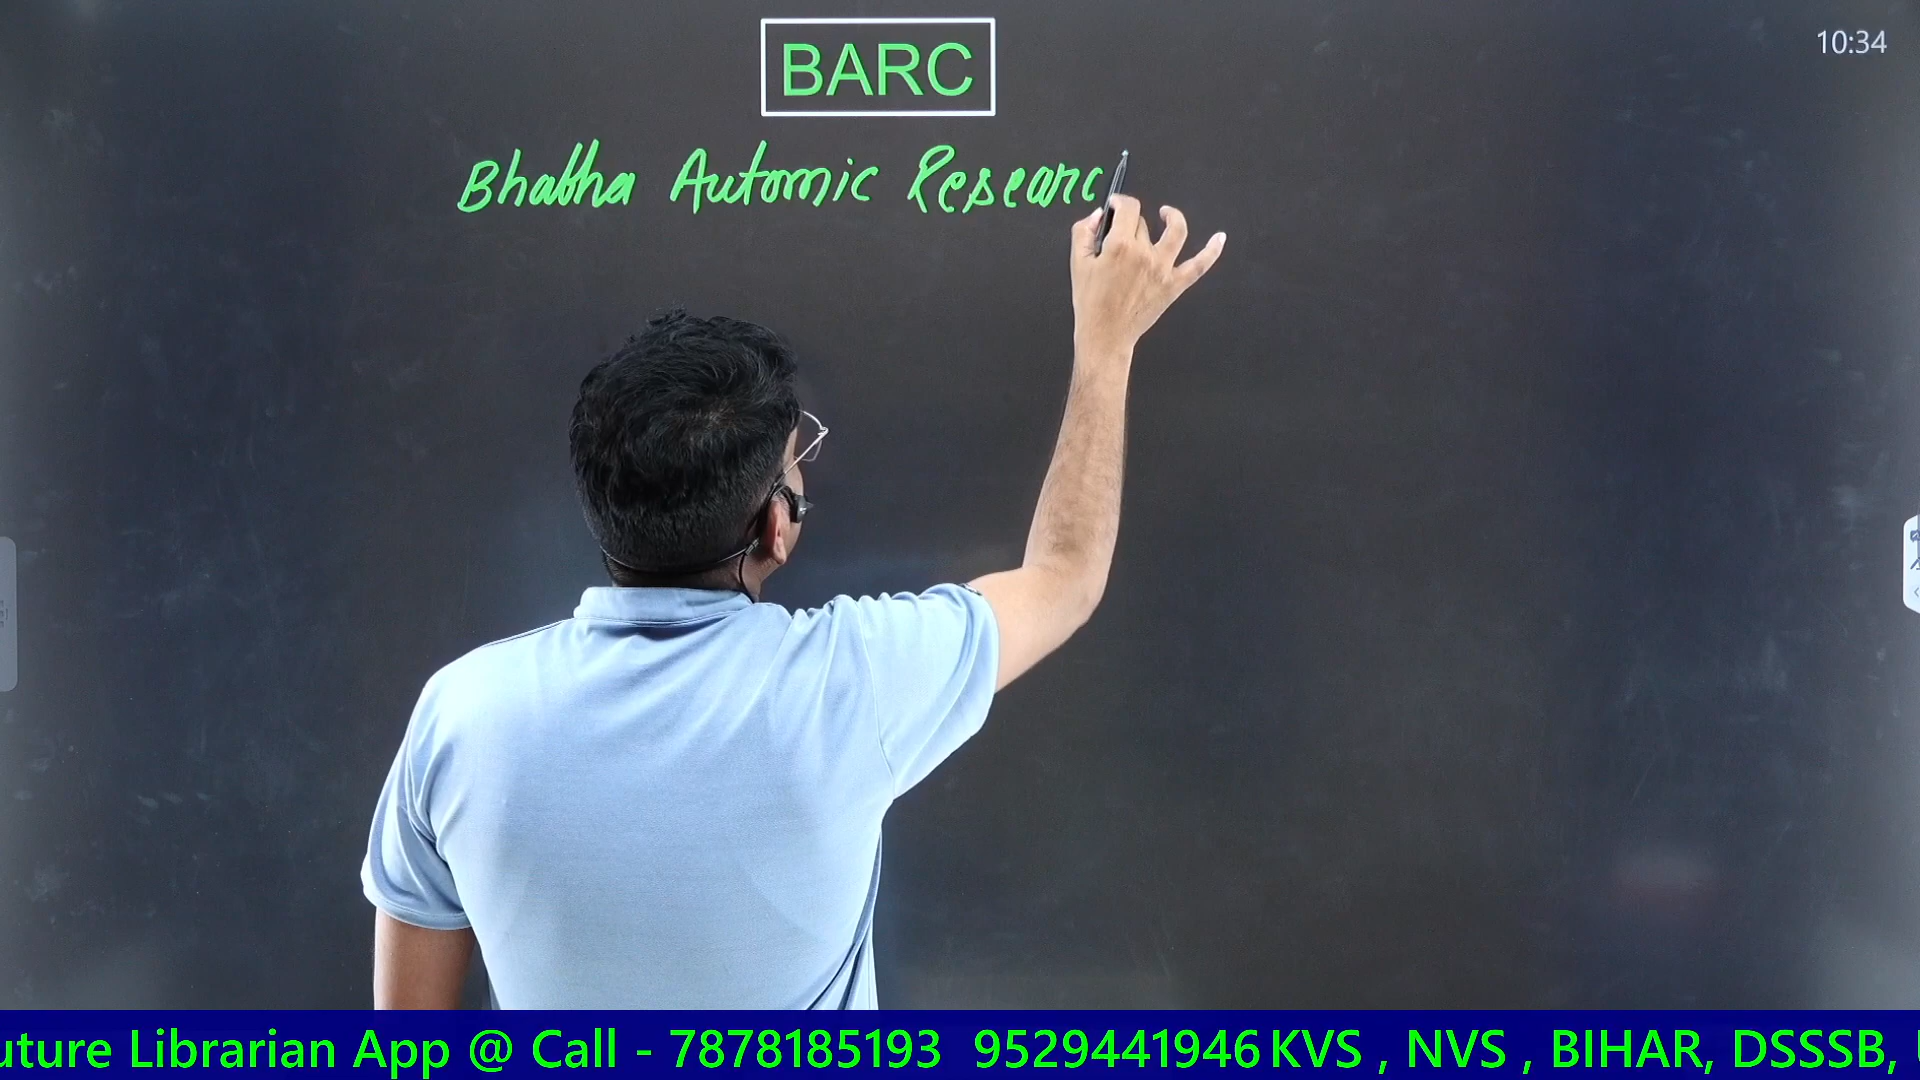 BARC
10:34
Bhabha Automic Researc
uture Librarian App @ Call - 7878185193 9529441946 KVS , NVS , BIHAR, DSSSB,